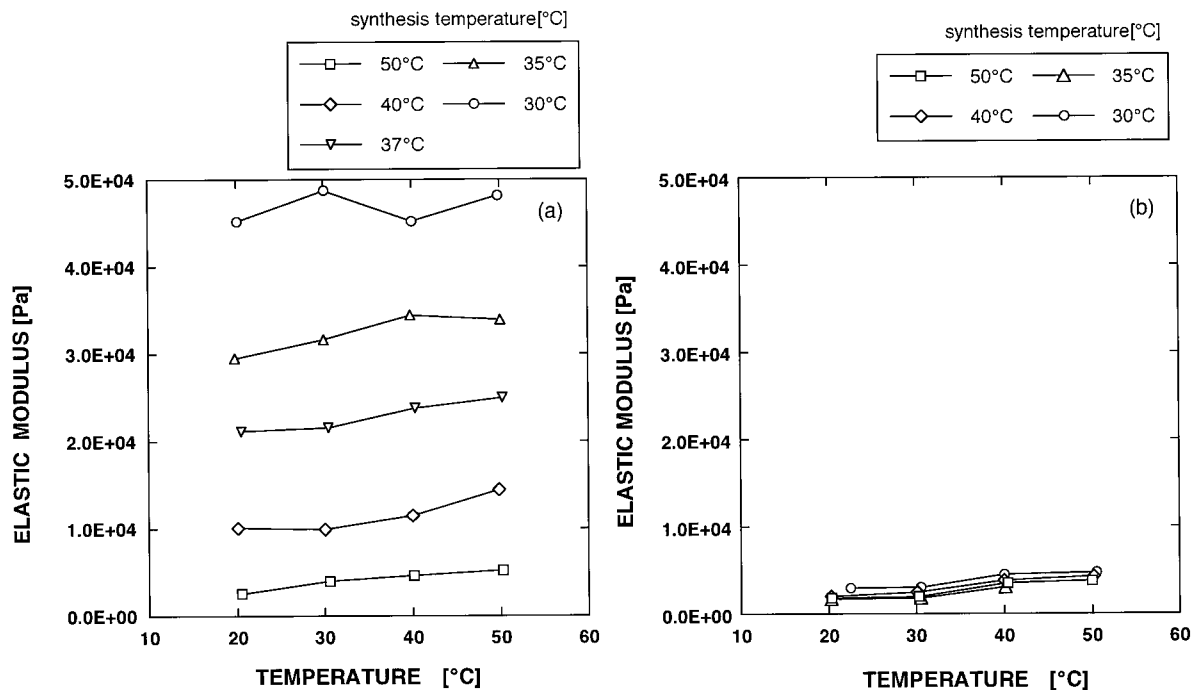 synthesis temperature[°C]
50°C 35°C
40°C 30°C
37°C
5.0E+04
4.0E+04
3.0E+04
2.0E+04
1.0E+04
0.0E+00
10 20 30 40 50 60
(a)
ELASTIC MODULUS [Pa]
TEMPERATURE [°C]
synthesis temperature[°C]
50°C 35°C
40°C 30°C
5.0E+04
4.0E+04
3.0E+04
2.0E+04
1.0E+04
0.0E+00
10 20 30 40 50 60
(b)
ELASTIC MODULUS [Pa]
TEMPERATURE [°C]